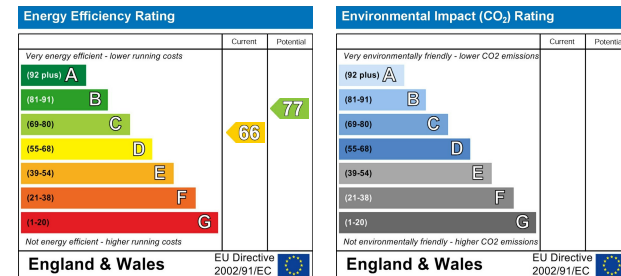 Energy Efficiency Rating
Current Potential
Very energy efficient - lower running costs
(92 plus) A
(81-91) B
(69-80) C
(55-68) D
(39-54) E
(21-38) F
(1-20) G
66
77
Not energy efficient - higher running costs
England & Wales
EU Directive
2002/91/EC
Environmental Impact (CO₂) Rating
Current Potentia
Very environmentally friendly - lower CO2 emissions
(92 plus) A
(81-91) B
(69-80) C
(55-68) D
(39-54) E
(21-38) F
(1-20) G
Not environmentally friendly - higher CO2 emissions
England & Wales
EU Directive
2002/91/EC